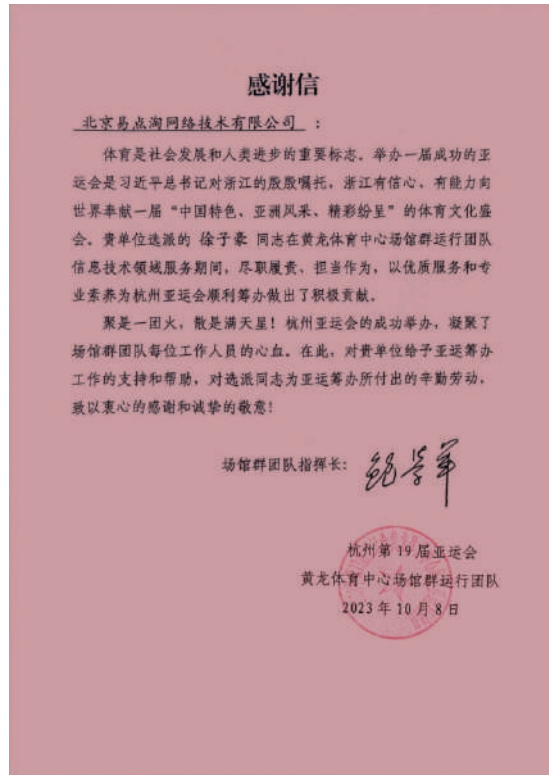 感谢信
北京易点淘网络技术有限公司 ：
体育是社会发展和人类进步的重要标志。举办一届成功的亚
运会是习近平总书记对浙江的殷殷嘱托，浙江有信心、有能力向
世界奉献一届“中国特色、亚洲风采、精彩纷呈”的体育文化盛
会。贵单位选派的 徐子豪 同志在黄龙体育中心场馆群运行团队
信息技术领域服务期间，尽职履责、担当作为，以优质服务和专
业素养为杭州亚运会顺利筹办做出了积极贡献。
聚是一团火，散是满天星！杭州亚运会的成功举办，凝聚了
场馆群团队每位工作人员的心血。在此，对贵单位给予亚运筹办
工作的支持和帮助，对选派同志为亚运筹办所付出的辛勤劳动，
致以衷心的感谢和诚挚的敬意！
场馆群团队指挥长：
杭州第19届亚运会
黄龙体育中心场馆群运行团队
2023年10月8日